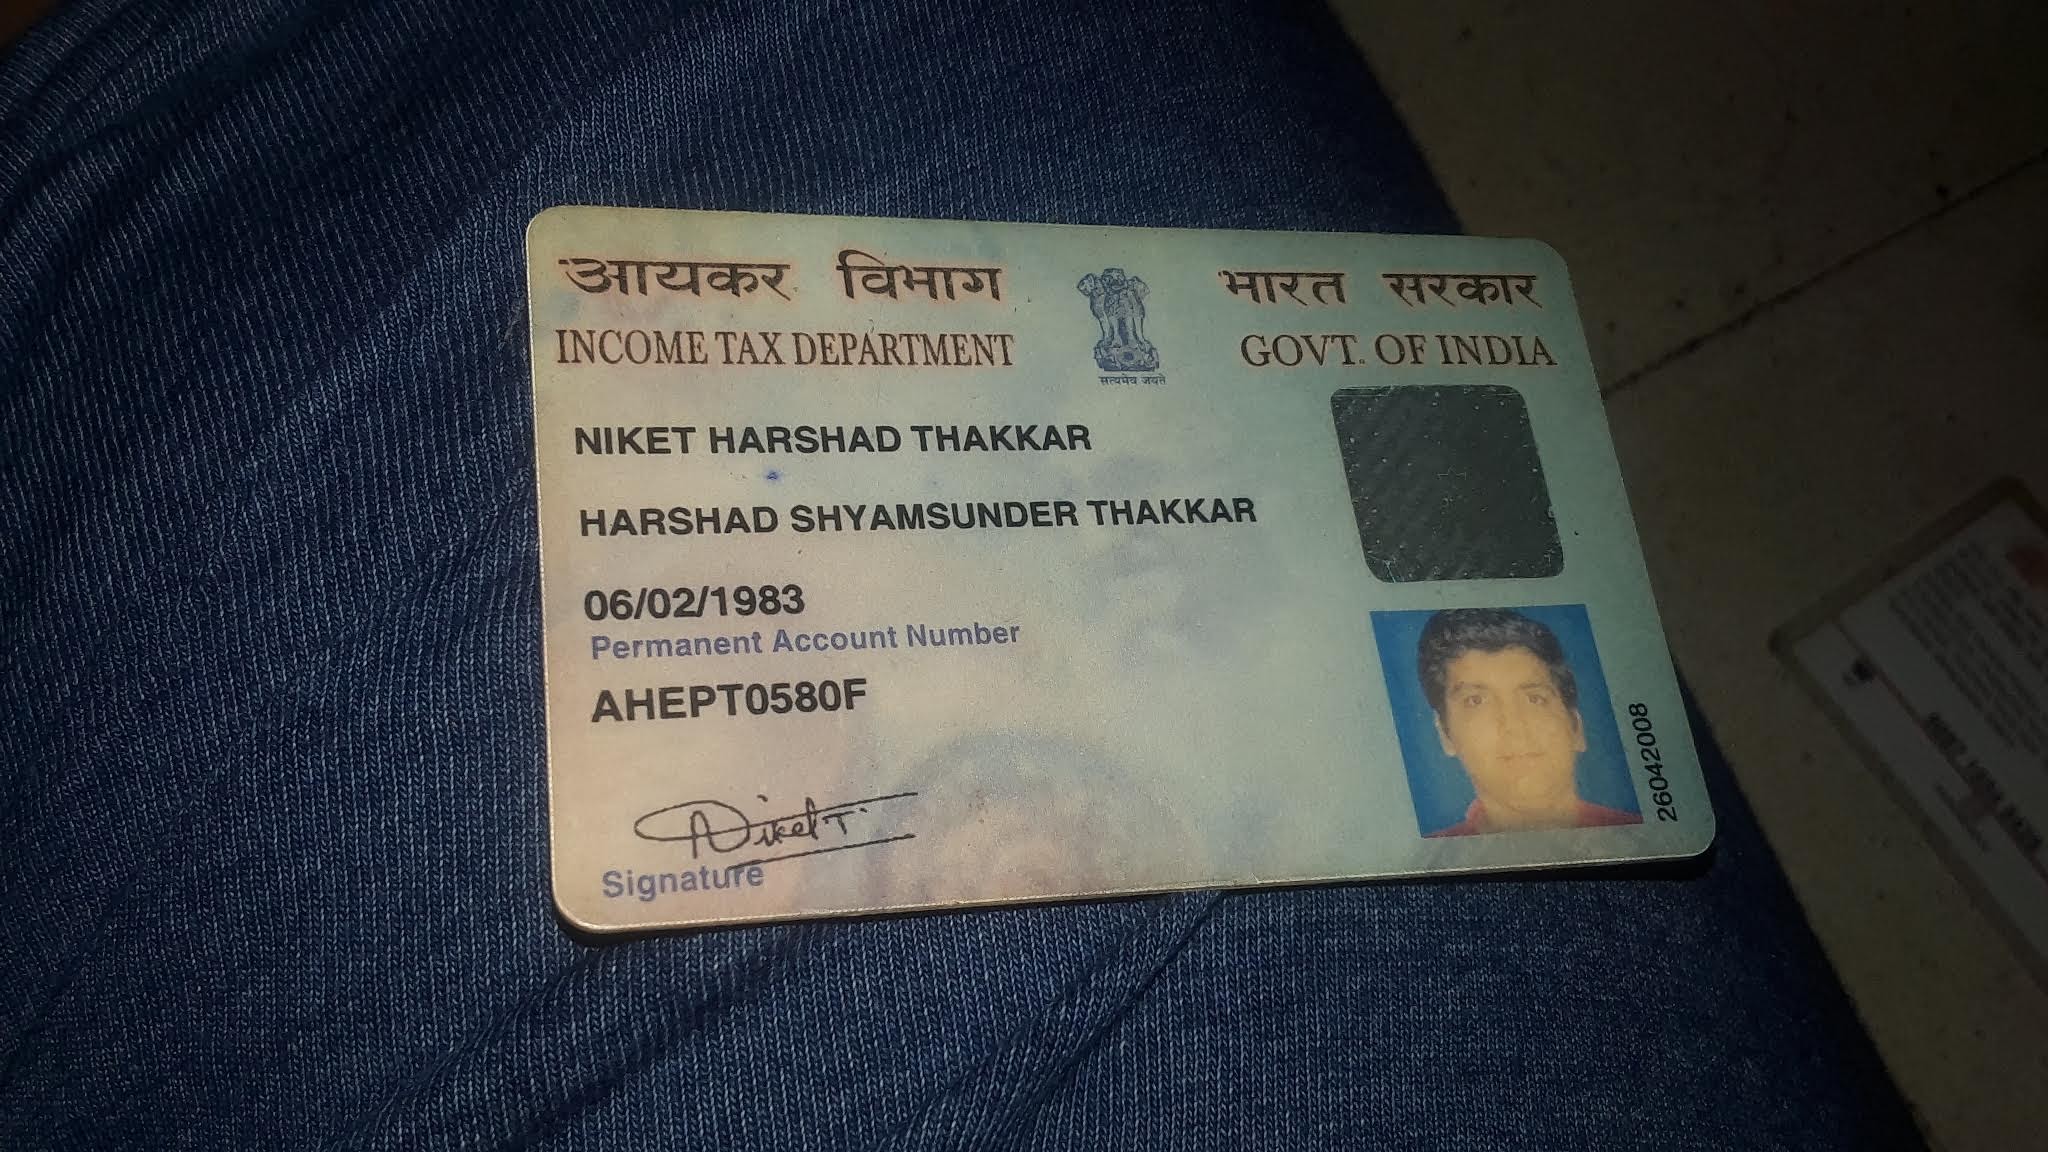 आयकर विभाग
INCOME TAX DEPARTMENT
सत्यमेव जयते
भारत सरकार
GOVT. OF INDIA
NIKET HARSHAD THAKKAR
HARSHAD SHYAMSUNDER THAKKAR
06/02/1983
Permanent Account Number
AHEPT0580F
NiketT
Signature
26042008